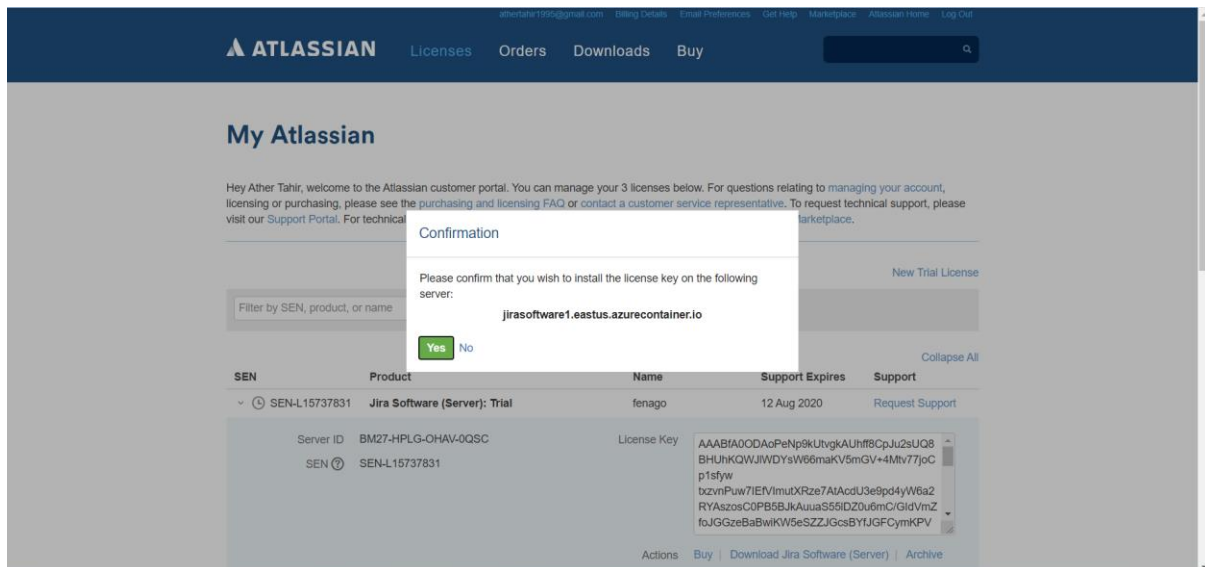 athertahir1995@gmail.com Billing Details Email Preferences Get Help Marketplace Atlassian Home Log Out
ATLASSIAN Licenses Orders Downloads Buy
My Atlassian
Hey Ather Tahir, welcome to the Atlassian customer portal. You can manage your 3 licenses below. For questions relating to managing your account,
licensing or purchasing, please see the purchasing and licensing FAQ or contact a customer service representative. To request technical support, please
visit our Support Portal. For technical Marketplace.
Confirmation
Please confirm that you wish to install the license key on the following
server:
jirasoftware1.eastus.azurecontainer.io
Yes No
New Trial License
Filter by SEN, product, or name
Collapse All
SEN Product Name Support Expires Support
SEN-L15737831 Jira Software (Server): Trial fenago 12 Aug 2020 Request Support
Server ID BM27-HPLG-OHAV-0QSC License Key
SEN ? SEN-L15737831
AAABfA0ODAoPeNp9kUtvgkAUhff8CpJu2sUQ8
BHUhKQWJIWDYsW66maKV5mGV+4Mtv77joC
p1sfyw
txzvnPuw7IEfVImutXRze7AtAcdU3e9pd4yW6a2
RYAszosC0PB5BJkAuuaS55IDZ0u6mC/GIdVmZ
foJGGzeBaBwiKW5eSZZJGcsBYfJGFCymKPV
Actions Buy | Download Jira Software (Server) | Archive